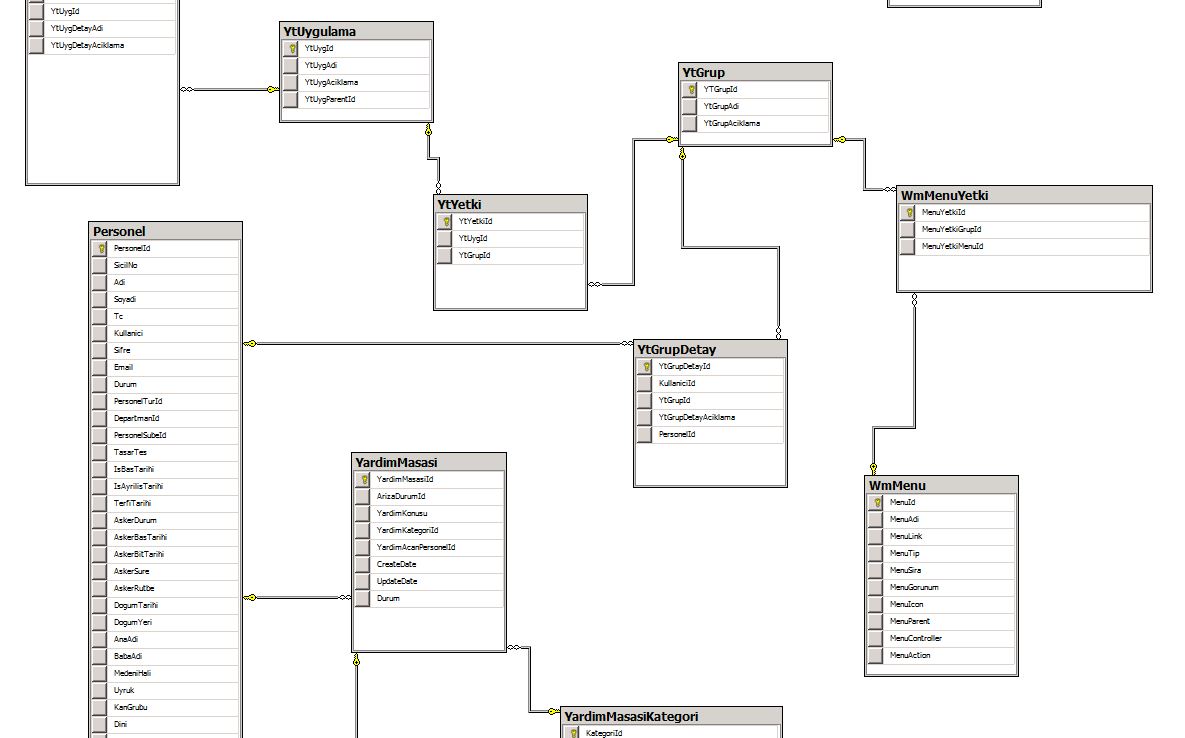 YtUygId
YtUygDetayAdi
YtUygDetayAciklama
YtUygulama
YtUygId
YtUygAdi
YtUygAciklama
YtUygParentId
YtGrup
YTGrupId
YtGrupAdi
YtGrupAciklama
YtYetki
YtYetkiId
YtUygId
YtGrupId
WmMenuYetki
MenuYetkiId
MenuYetkiGrupId
MenuYetkiMenuId
Personel
PersonelId
SicilNo
Adi
Soyadi
Tc
Kullanici
Sifre
Email
Durum
PersonelTurId
DepartmanId
PersonelSubeId
TasarTes
IsBasTarihi
IsAyrilisTarihi
TerfiTarihi
AskerDurum
AskerBasTarihi
AskerBitTarihi
AskerSure
AskerRutbe
DogumTarihi
DogumYeri
AnaAdi
BabaAdi
MedeniHali
Uyruk
KanGrubu
Dini
YtGrupDetay
YtGrupDetayId
KullaniciId
YtGrupId
YtGrupDetayAciklama
PersonelId
YardimMasasi
YardimMasasiId
ArizaDurumId
YardimKonusu
YardimKategoriId
YardimAcanPersonelId
CreateDate
UpdateDate
Durum
WmMenu
MenuId
MenuAdi
MenuLink
MenuTip
MenuSira
MenuGorunum
MenuIcon
MenuParent
MenuController
MenuAction
YardimMasasiKategori
KategoriId